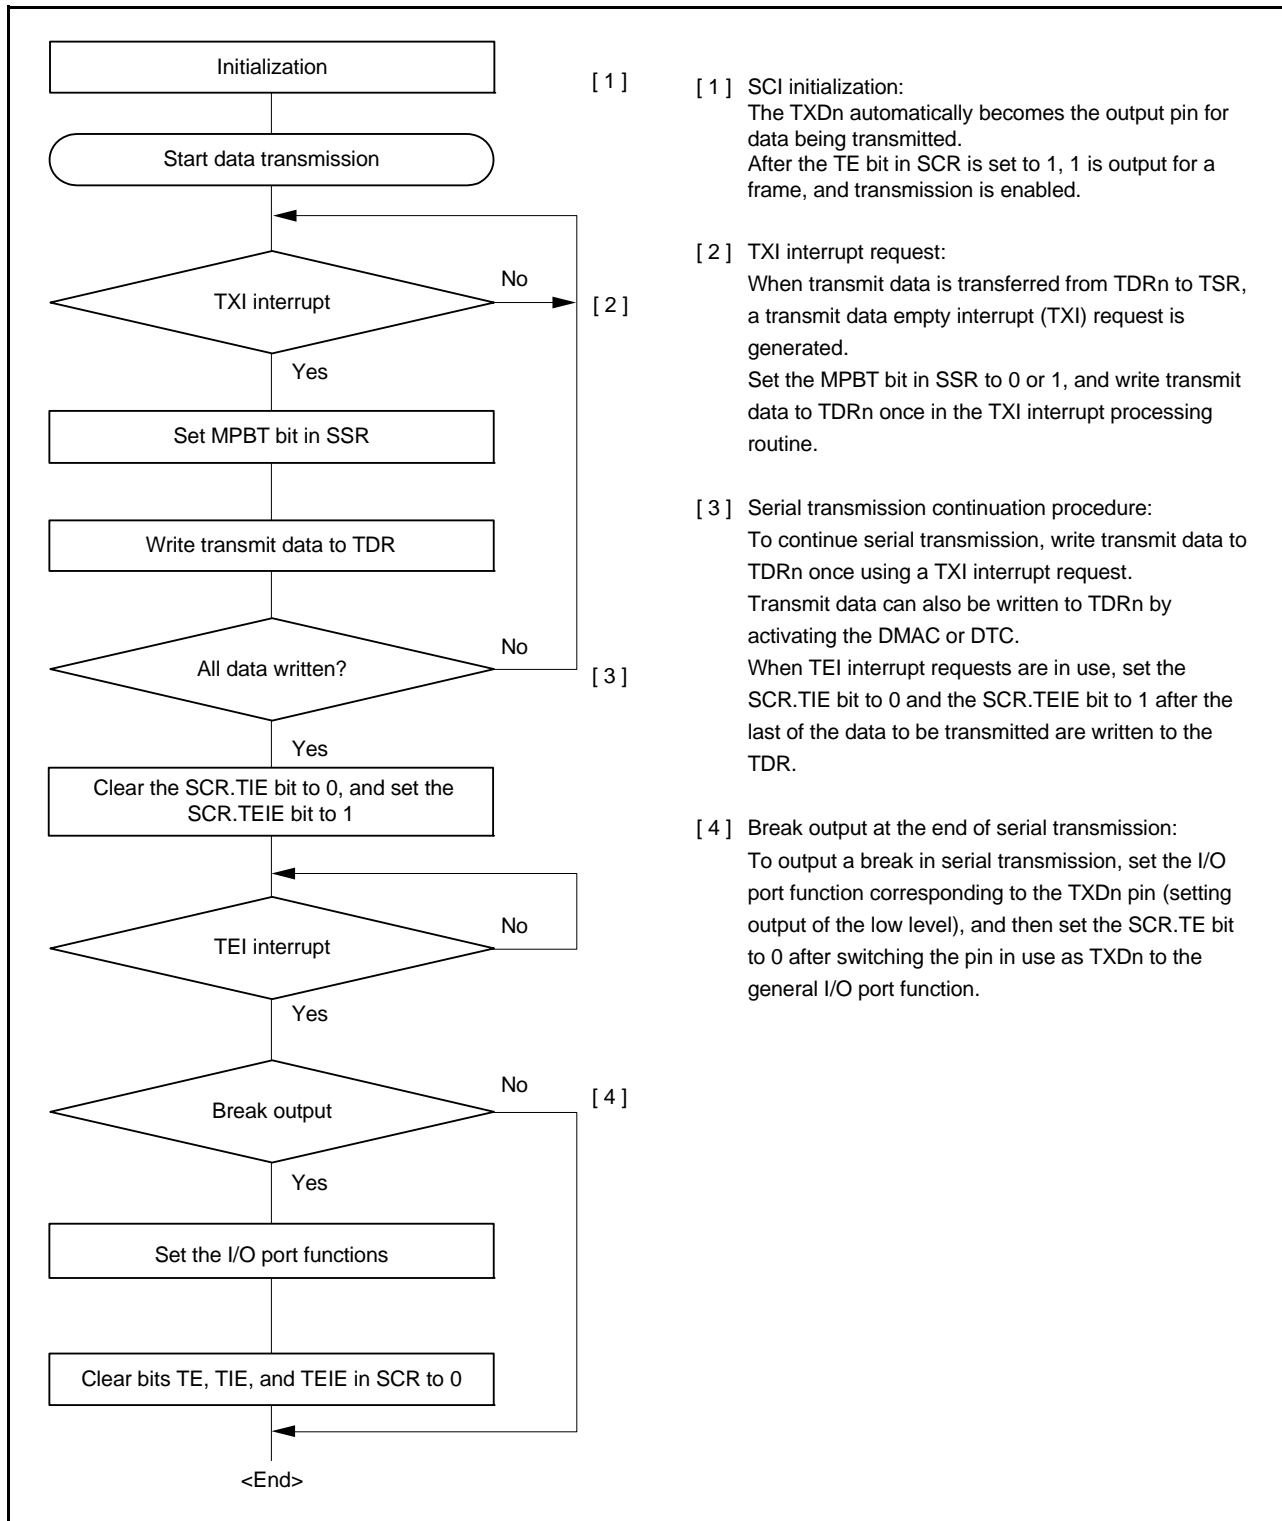 Initialization
[ 1 ]
Start data transmission
TXI interrupt
No
[ 2 ]
Yes
Set MPBT bit in SSR
Write transmit data to TDR
All data written?
No
[ 3 ]
Yes
Clear the SCR.TIE bit to 0, and set the
SCR.TEIE bit to 1
TEI interrupt
No
Yes
Break output
No
[ 4 ]
Yes
Set the I/O port functions
Clear bits TE, TIE, and TEIE in SCR to 0
<End>
[ 1 ] SCI initialization:
The TXDn automatically becomes the output pin for
data being transmitted.
After the TE bit in SCR is set to 1, 1 is output for a
frame, and transmission is enabled.
[ 2 ] TXI interrupt request:
When transmit data is transferred from TDRn to TSR,
a transmit data empty interrupt (TXI) request is
generated.
Set the MPBT bit in SSR to 0 or 1, and write transmit
data to TDRn once in the TXI interrupt processing
routine.
[ 3 ] Serial transmission continuation procedure:
To continue serial transmission, write transmit data to
TDRn once using a TXI interrupt request.
Transmit data can also be written to TDRn by
activating the DMAC or DTC.
When TEI interrupt requests are in use, set the
SCR.TIE bit to 0 and the SCR.TEIE bit to 1 after the
last of the data to be transmitted are written to the
TDR.
[ 4 ] Break output at the end of serial transmission:
To output a break in serial transmission, set the I/O
port function corresponding to the TXDn pin (setting
output of the low level), and then set the SCR.TE bit
to 0 after switching the pin in use as TXDn to the
general I/O port function.